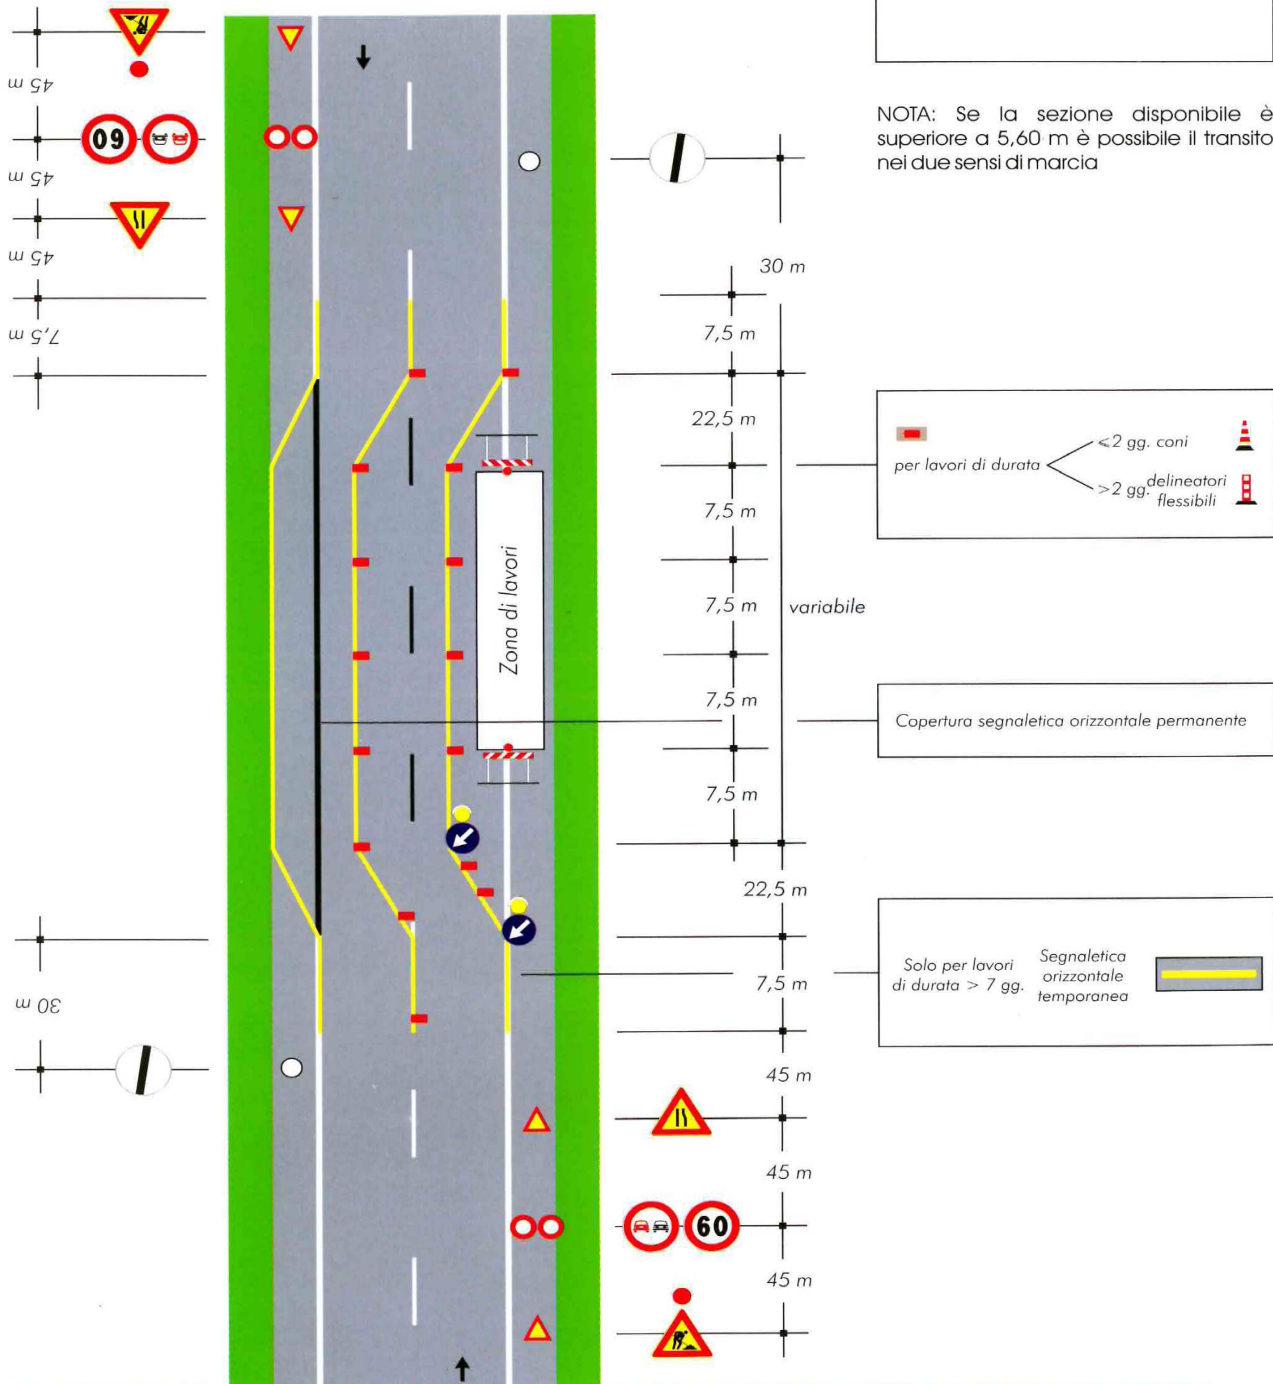 45 m
60
45 m
45 m
7,5 m
30 m
NOTA: Se la sezione disponibile è
superiore a 5,60 m è possibile il transito
nei due sensi di marcia
30 m
7,5 m
22,5 m
7,5 m
7,5 m
variabile
7,5 m
7,5 m
22,5 m
7,5 m
45 m
45 m
60
45 m
Zona di lavori
per lavori di durata
<2 gg. coni
>2 gg. delineatori
flessibili
Copertura segnaletica orizzontale permanente
Solo per lavori
di durata > 7 gg.
Segnaletica
orizzontale
temporanea